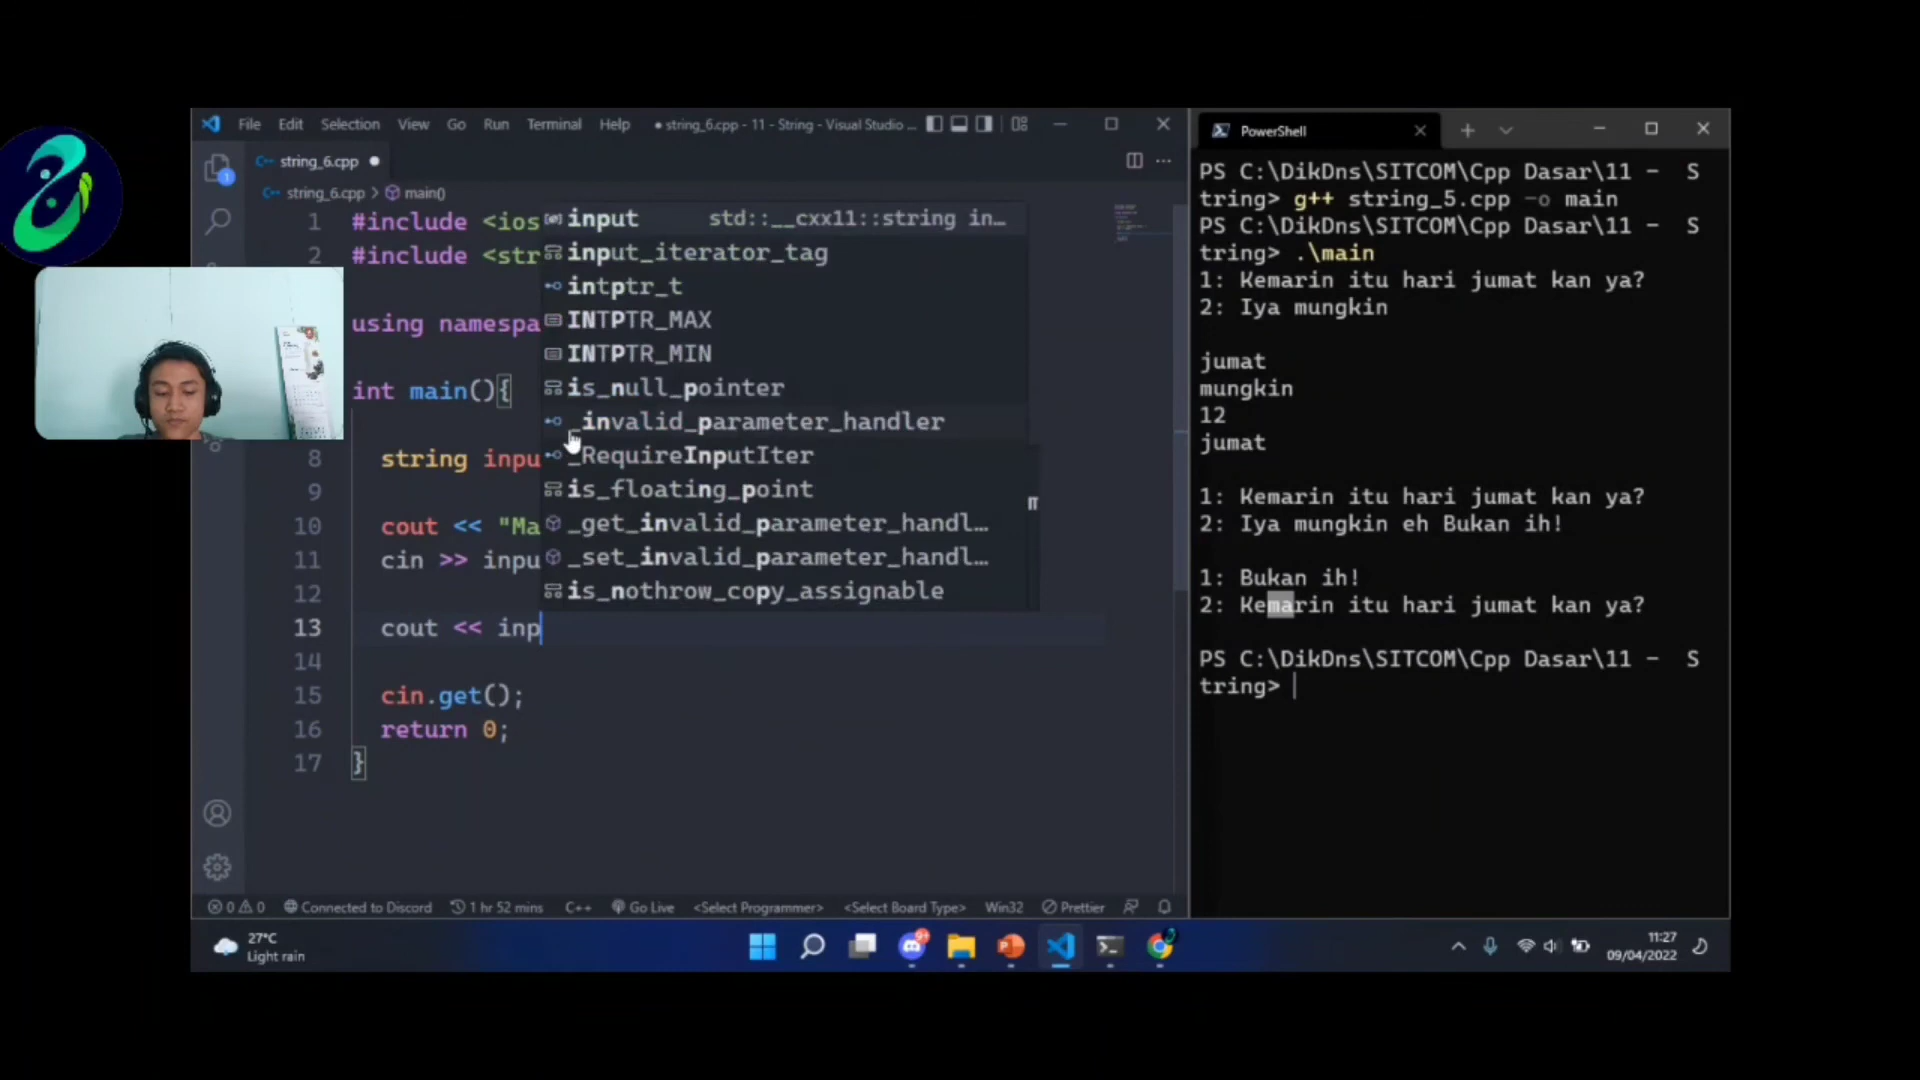 File Edit Selection View Go Run Terminal Help
• string_6.cpp - 11 - String - Visual Studio ...
string_6.cpp
string_6.cpp > main()
1 #include <ios
2 #include <str
using namespa
int main(){
8 string inpu
9
10 cout << "Ma
11 cin >> inpu
12
13 cout << inp
14
15 cin.get();
16 return 0;
17 }
input std::__cxx11::string in…
input_iterator_tag
intptr_t
INTPTR_MAX
INTPTR_MIN
is_null_pointer
_invalid_parameter_handler
_RequireInputIter
is_floating_point
_get_invalid_parameter_handl…
_set_invalid_parameter_handl…
is_nothrow_copy_assignable
0 0 Connected to Discord 1 hr 52 mins C++ Go Live <Select Programmer> <Select Board Type> Win32 Prettier
PowerShell
PS C:\DikDns\SITCOM\Cpp Dasar\11 - S
tring> g++ string_5.cpp -o main
PS C:\DikDns\SITCOM\Cpp Dasar\11 - S
tring> .\main
1: Kemarin itu hari jumat kan ya?
2: Iya mungkin
jumat
mungkin
12
jumat
1: Kemarin itu hari jumat kan ya?
2: Iya mungkin eh Bukan ih!
1: Bukan ih!
2: Kemarin itu hari jumat kan ya?
PS C:\DikDns\SITCOM\Cpp Dasar\11 - S
tring>
27°C
Light rain
11:27
09/04/2022